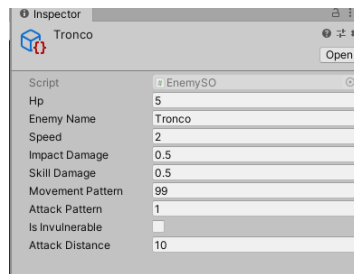 Inspector
Tronco
Open
Script EnemySO
Hp 5
Enemy Name Tronco
Speed 2
Impact Damage 0.5
Skill Damage 0.5
Movement Pattern 99
Attack Pattern 1
Is Invulnerable
Attack Distance 10